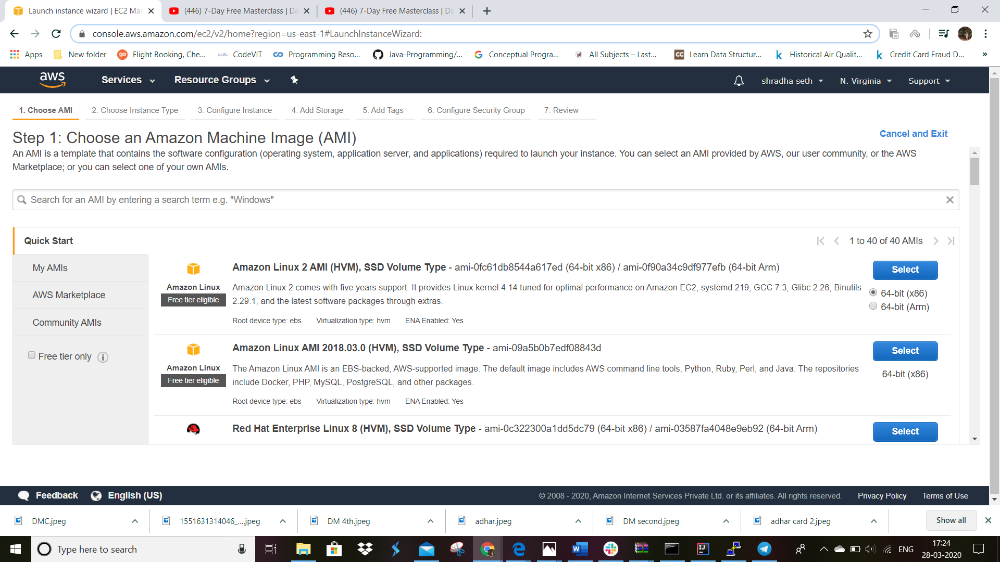 Launch instance wizard | EC2 Mar
(446) 7-Day Free Masterclass | Da
(446) 7-Day Free Masterclass | Da
console.aws.amazon.com/ec2/v2/home?region=us-east-1#LaunchInstanceWizard:
Apps
New folder
go
Flight Booking, Che...
CodeVIT
Programming Reso...
Java-Programming/...
Conceptual Progra...
All Subjects – Last...
CC
Learn Data Structur...
Historical Air Qualit...
Credit Card Fraud D...
»
aws
Services
Resource Groups
shradha seth
N. Virginia
Support
1. Choose AMI
2. Choose Instance Type
3. Configure Instance
4. Add Storage
5. Add Tags
6. Configure Security Group
7. Review
Step 1: Choose an Amazon Machine Image (AMI)
Cancel and Exit
An AMI is a template that contains the software configuration (operating system, application server, and applications) required to launch your instance. You can select an AMI provided by AWS, our user community, or the AWS
Marketplace; or you can select one of your own AMIs.
Search for an AMI by entering a search term e.g. "Windows"
Quick Start
1 to 40 of 40 AMIs
My AMIs
AWS Marketplace
Community AMIs
Free tier only
Amazon Linux
Free tier eligible
Amazon Linux 2 AMI (HVM), SSD Volume Type - ami-0fc61db8544a617ed (64-bit x86) / ami-0f90a34c9df977efb (64-bit Arm)
Amazon Linux 2 comes with five years support. It provides Linux kernel 4.14 tuned for optimal performance on Amazon EC2, systemd 219, GCC 7.3, Glibc 2.26, Binutils
2.29.1, and the latest software packages through extras.
Root device type: ebs
Virtualization type: hvm
ENA Enabled: Yes
Select
64-bit (x86)
64-bit (Arm)
Amazon Linux
Free tier eligible
Amazon Linux AMI 2018.03.0 (HVM), SSD Volume Type - ami-09a5b0b7edf08843d
The Amazon Linux AMI is an EBS-backed, AWS-supported image. The default image includes AWS command line tools, Python, Ruby, Perl, and Java. The repositories
include Docker, PHP, MySQL, PostgreSQL, and other packages.
Root device type: ebs
Virtualization type: hvm
ENA Enabled: Yes
Select
64-bit (x86)
Red Hat Enterprise Linux 8 (HVM), SSD Volume Type - ami-0c322300a1dd5dc79 (64-bit x86) / ami-03587fa4048e9eb92 (64-bit Arm)
Select
Feedback
English (US)
© 2008 - 2020, Amazon Internet Services Private Ltd. or its affiliates. All rights reserved.
Privacy Policy
Terms of Use
DMC.jpeg
1551631314046_....jpeg
DM 4th.jpeg
adhar.jpeg
DM second.jpeg
adhar card 2.jpeg
Show all
Type here to search
ENG
17:24
28-03-2020